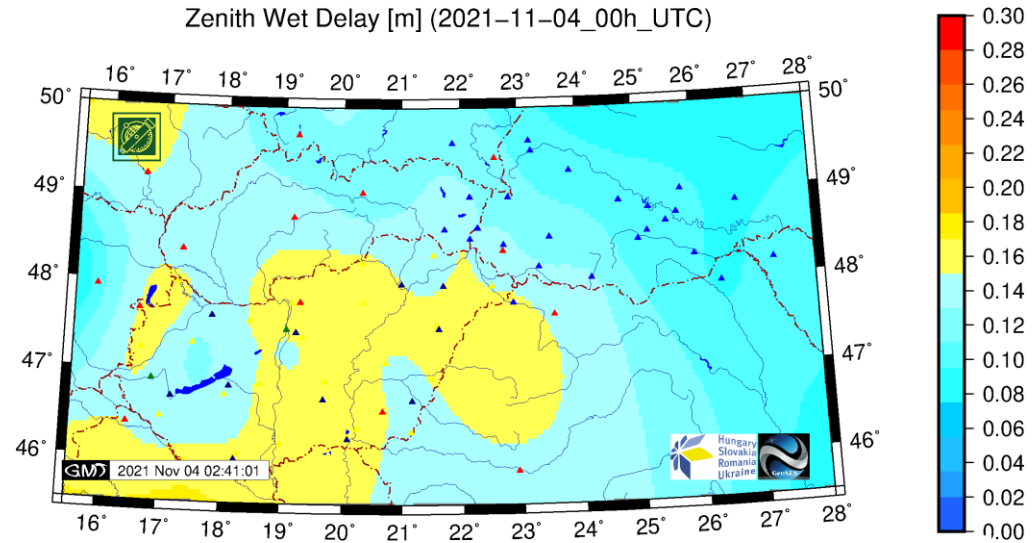 Zenith Wet Delay [m] (2021−11−04_00h_UTC)
16˚ 17˚ 18˚ 19˚ 20˚ 21˚ 22˚ 23˚ 24˚ 25˚ 26˚ 27˚ 28˚
50˚ 50˚
49˚ 49˚
48˚ 48˚
47˚ 47˚
46˚ 46˚
GMT 2021 Nov 04 02:41:01
Hungary
Slovakia
Romania
Ukraine
GeoSES
16˚ 17˚ 18˚ 19˚ 20˚ 21˚ 22˚ 23˚ 24˚ 25˚ 26˚ 27˚ 28˚
0.30
0.28
0.26
0.24
0.22
0.20
0.18
0.16
0.14
0.12
0.10
0.08
0.06
0.04
0.02
0.00